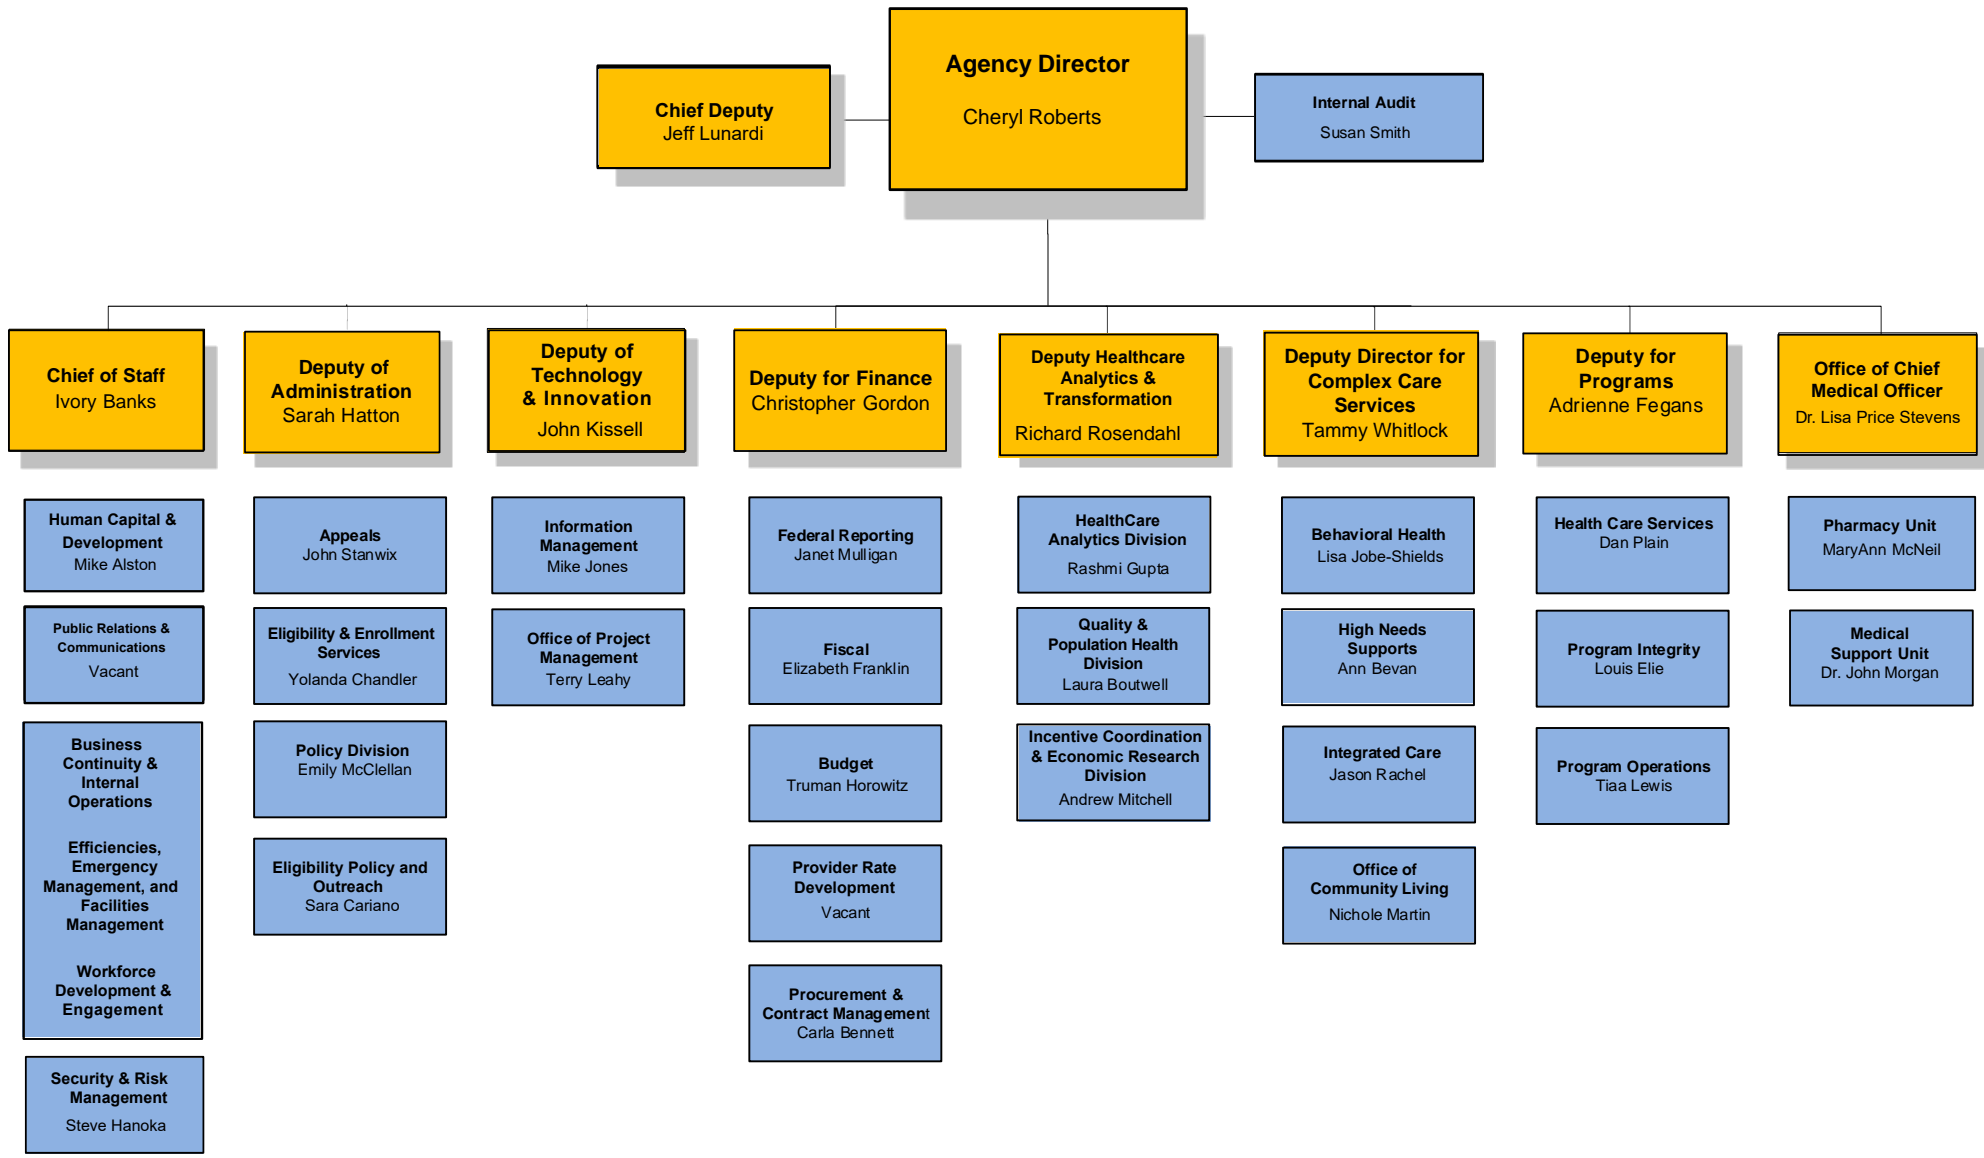 Agency Director
Cheryl Roberts
Chief Deputy
Jeff Lunardi
Internal Audit
Susan Smith
Chief of Staff
Ivory Banks
Human Capital &
Development
Mike Alston
Public Relations &
Communications
Vacant
Business
Continuity &
Internal
Operations
Efficiencies,
Emergency
Management, and
Facilities
Management
Workforce
Development &
Engagement
Security & Risk
Management
Steve Hanoka
Deputy of
Administration
Sarah Hatton
Appeals
John Stanwix
Eligibility & Enrollment
Services
Yolanda Chandler
Policy Division
Emily McClellan
Eligibility Policy and
Outreach
Sara Cariano
Deputy of
Technology
& Innovation
John Kissell
Information
Management
Mike Jones
Office of Project
Management
Terry Leahy
Deputy for Finance
Christopher Gordon
Federal Reporting
Janet Mulligan
Fiscal
Elizabeth Franklin
Budget
Truman Horowitz
Provider Rate
Development
Vacant
Procurement &
Contract Management
Carla Bennett
Deputy Healthcare
Analytics &
Transformation
Richard Rosendahl
HealthCare
Analytics Division
Rashmi Gupta
Quality &
Population Health
Division
Laura Boutwell
Incentive Coordination
& Economic Research
Division
Andrew Mitchell
Deputy Director for
Complex Care
Services
Tammy Whitlock
Behavioral Health
Lisa Jobe-Shields
High Needs
Supports
Ann Bevan
Integrated Care
Jason Rachel
Office of
Community Living
Nichole Martin
Deputy for
Programs
Adrienne Fegans
Health Care Services
Dan Plain
Program Integrity
Louis Elie
Program Operations
Tiaa Lewis
Office of Chief
Medical Officer
Dr. Lisa Price Stevens
Pharmacy Unit
MaryAnn McNeil
Medical
Support Unit
Dr. John Morgan